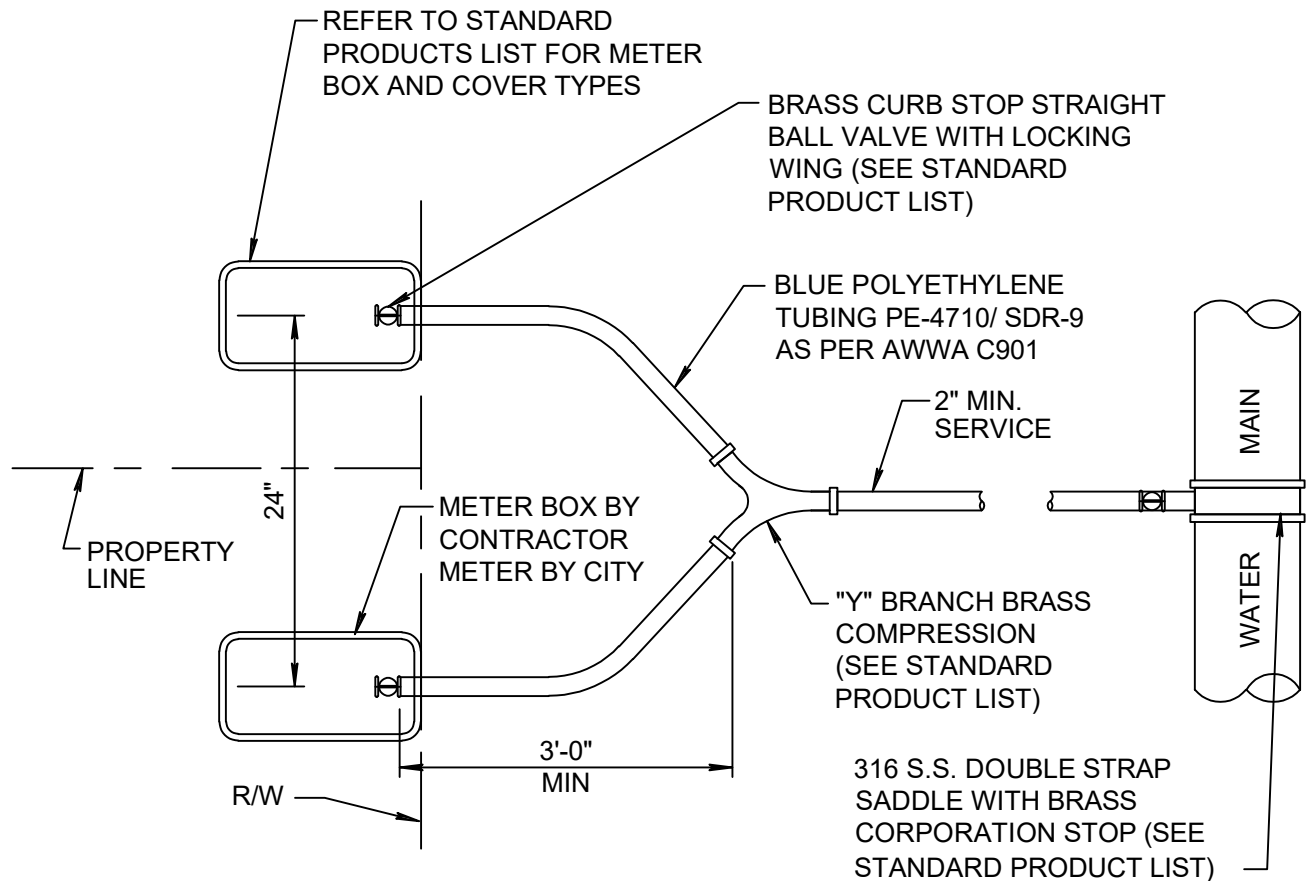 REFER TO STANDARD
PRODUCTS LIST FOR METER
BOX AND COVER TYPES
BRASS CURB STOP STRAIGHT
BALL VALVE WITH LOCKING
WING (SEE STANDARD
PRODUCT LIST)
BLUE POLYETHYLENE
TUBING PE-4710/ SDR-9
AS PER AWWA C901
2" MIN.
SERVICE
MAIN
WATER
24"
PROPERTY
LINE
METER BOX BY
CONTRACTOR
METER BY CITY
"Y" BRANCH BRASS
COMPRESSION
(SEE STANDARD
PRODUCT LIST)
3'-0"
MIN
R/W
316 S.S. DOUBLE STRAP
SADDLE WITH BRASS
CORPORATION STOP (SEE
STANDARD PRODUCT LIST)